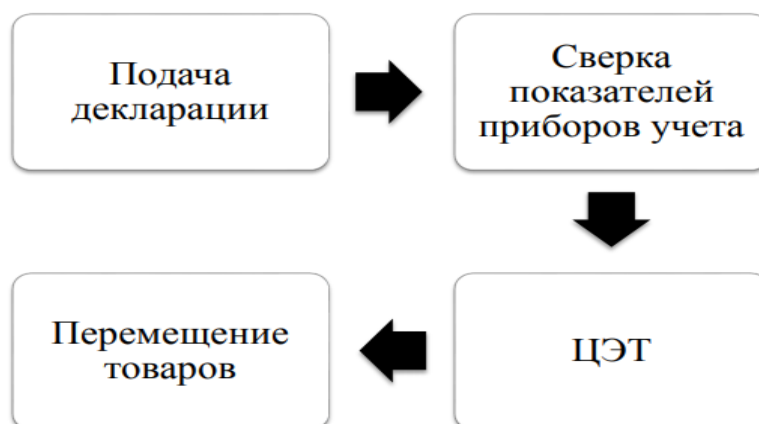 Подача
декларации
Сверка
показателей
приборов учета
ЦЭТ
Перемещение
товаров